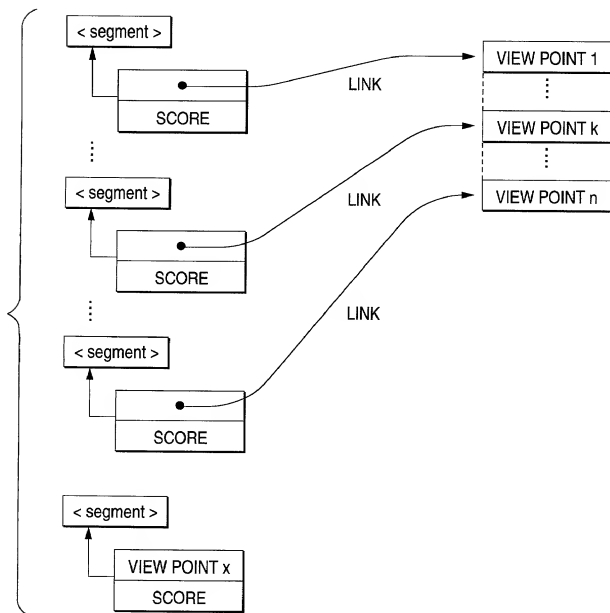 < segment >
VIEW POINT 1
LINK
SCORE
VIEW POINT k
< segment >
LINK
VIEW POINT n
SCORE
LINK
< segment >
SCORE
< segment >
VIEW POINT x
SCORE